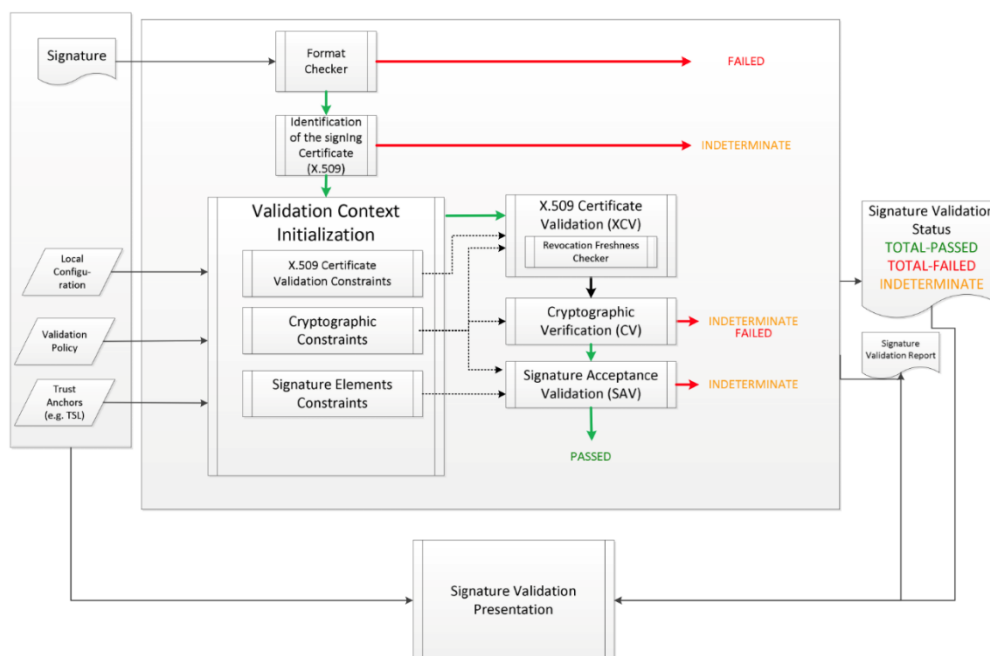 Signature
Format
Checker
FAILED
Identification
of the signing
Certificate
(X.509)
INDETERMINATE
Validation Context
Initialization
X.509 Certificate
Validation Constraints
Cryptographic
Constraints
Signature Elements
Constraints
X.509 Certificate
Validation (XCV)
Revocation Freshness
Checker
Cryptographic
Verification (CV)
INDETERMINATE
FAILED
Signature Acceptance
Validation (SAV)
INDETERMINATE
PASSED
Local
Configu-
ration
Validation
Policy
Trust
Anchors
(e.g. TSL)
Signature Validation
Status
TOTAL-PASSED
TOTAL-FAILED
INDETERMINATE
Signature
Validation Report
Signature Validation
Presentation